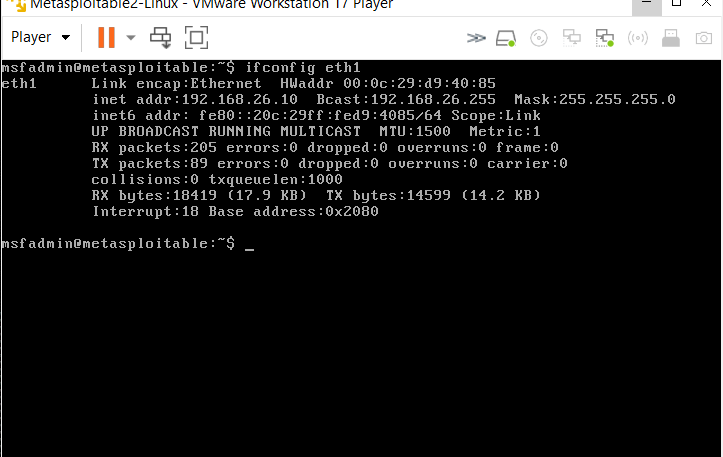 Metasploitable2-Linux - VMware Workstation 17 Player
Player
msfadmin@metasploitable:~$ ifconfig eth1
eth1      Link encap:Ethernet  HWaddr 00:0c:29:d9:40:85
          inet addr:192.168.26.10  Bcast:192.168.26.255  Mask:255.255.255.0
          inet6 addr: fe80::20c:29ff:fed9:4085/64 Scope:Link
          UP BROADCAST RUNNING MULTICAST  MTU:1500  Metric:1
          RX packets:205 errors:0 dropped:0 overruns:0 frame:0
          TX packets:89 errors:0 dropped:0 overruns:0 carrier:0
          collisions:0 txqueuelen:1000
          RX bytes:18419 (17.9 KB)  TX bytes:14599 (14.2 KB)
          Interrupt:18 Base address:0x2080
msfadmin@metasploitable:~$ _